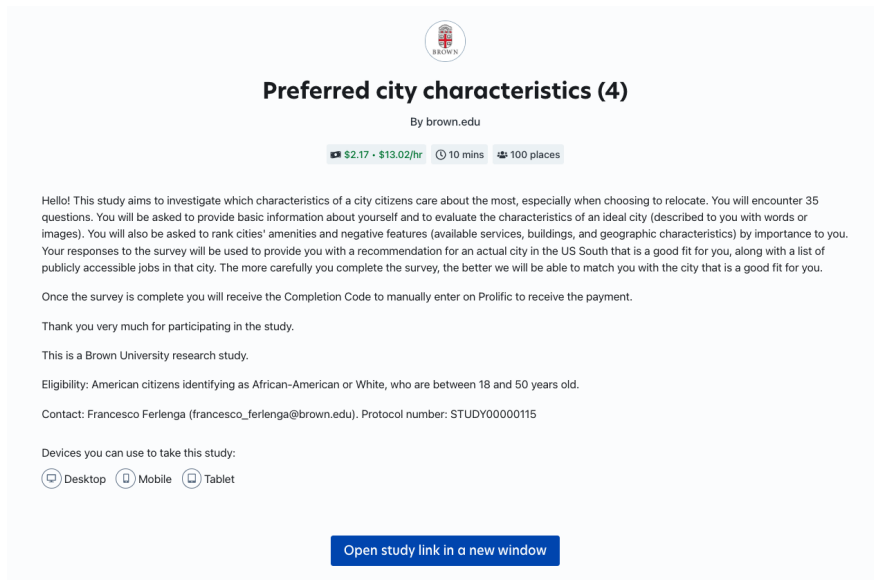 BROWN
Preferred city characteristics (4)
By brown.edu
$2.17 • $13.02/hr 10 mins 100 places
Hello! This study aims to investigate which characteristics of a city citizens care about the most, especially when choosing to relocate. You will encounter 35
questions. You will be asked to provide basic information about yourself and to evaluate the characteristics of an ideal city (described to you with words or
images). You will also be asked to rank cities' amenities and negative features (available services, buildings, and geographic characteristics) by importance to you.
Your responses to the survey will be used to provide you with a recommendation for an actual city in the US South that is a good fit for you, along with a list of
publicly accessible jobs in that city. The more carefully you complete the survey, the better we will be able to match you with the city that is a good fit for you.
Once the survey is complete you will receive the Completion Code to manually enter on Prolific to receive the payment.
Thank you very much for participating in the study.
This is a Brown University research study.
Eligibility: American citizens identifying as African-American or White, who are between 18 and 50 years old.
Contact: Francesco Ferlenga (francesco_ferlenga@brown.edu). Protocol number: STUDY00000115
Devices you can use to take this study:
Desktop Mobile Tablet
Open study link in a new window